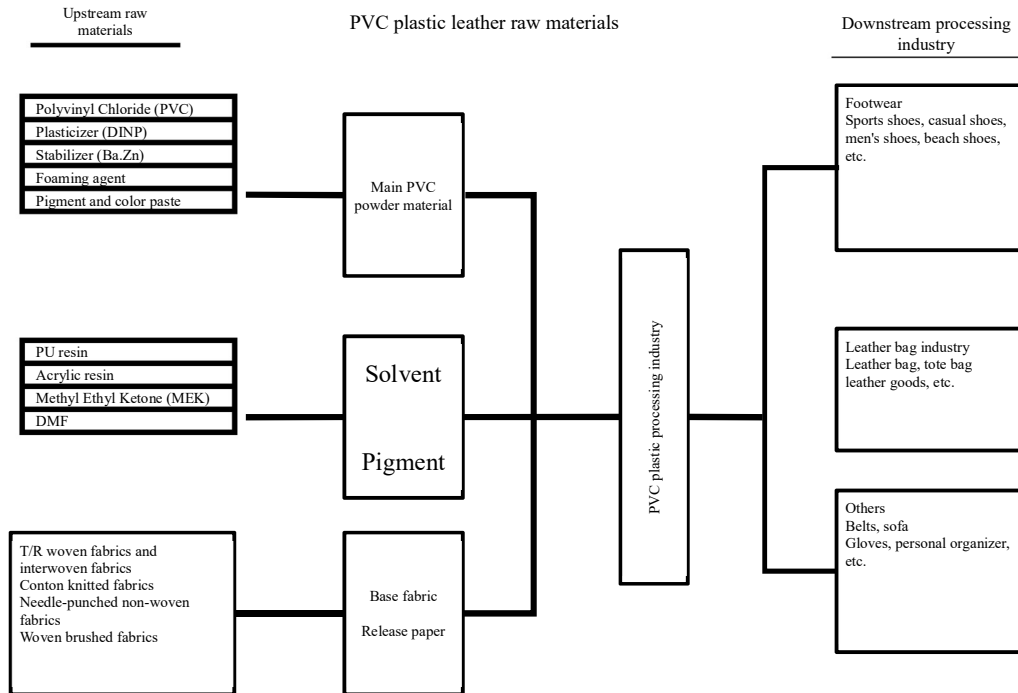 Upstream raw
materials
PVC plastic leather raw materials
Downstream processing
industry
Polyvinyl Chloride (PVC)
Plasticizer (DINP)
Stabilizer (Ba.Zn)
Foaming agent
Pigment and color paste
Main PVC
powder material
Footwear
Sports shoes, casual shoes,
men's shoes, beach shoes,
etc.
PU resin
Acrylic resin
Methyl Ethyl Ketone (MEK)
DMF
Solvent
Pigment
PVC plastic processing industry
Leather bag industry
Leather bag, tote bag
leather goods, etc.
T/R woven fabrics and
interwoven fabrics
Conton knitted fabrics
Needle-punched non-woven
fabrics
Woven brushed fabrics
Base fabric
Release paper
Others
Belts, sofa
Gloves, personal organizer,
etc.